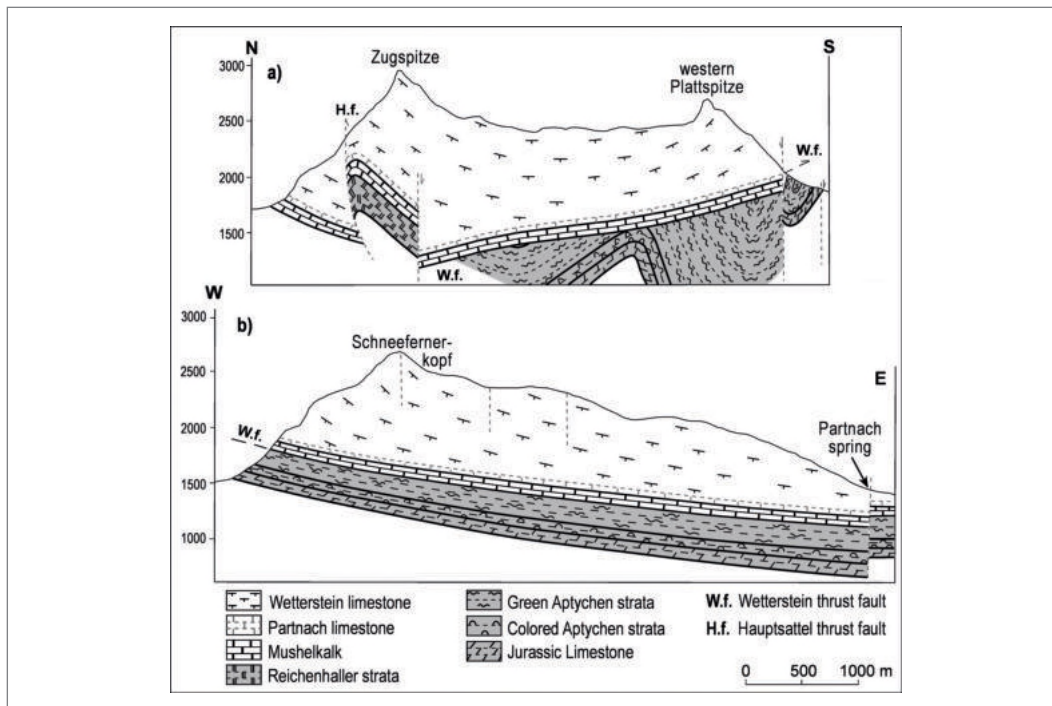 N
S
a)
Zugspitze
western
Plattspitze
3000
2500
2000
1500
H.f.
W.f.
W.f.
W
E
b)
Schneeferner-
kopf
3000
2500
2000
1500
1000
W.f.
Partnach
spring
Wetterstein limestone
Partnach limestone
Mushelkalk
Reichenhaller strata
Green Aptychen strata
Colored Aptychen strata
Jurassic Limestone
W.f. Wetterstein thrust fault
H.f. Hauptsattel thrust fault
0 500 1000 m